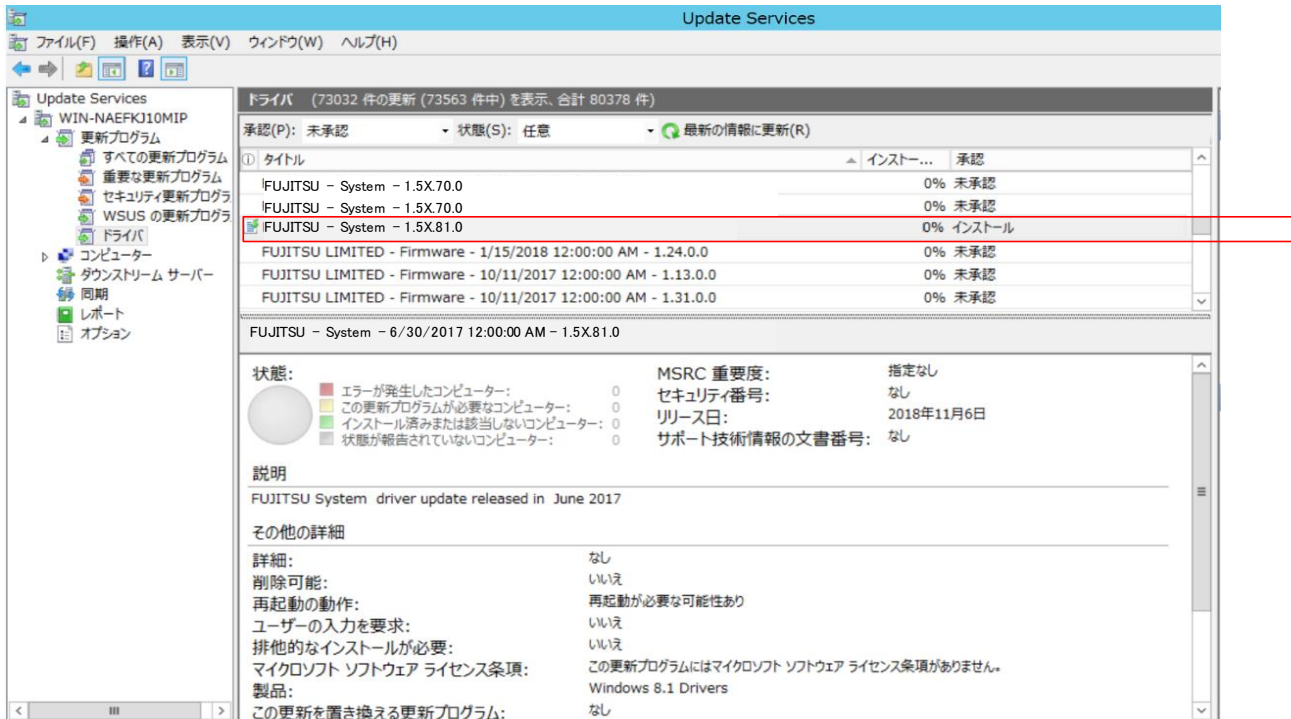 Update Services
ファイル(F) 操作(A) 表示(V) ウィンドウ(W) ヘルプ(H)
Update Services
WIN-NAEFKJ10MIP
更新プログラム
すべての更新プログラム
重要な更新プログラム
セキュリティ更新プログラ
WSUS の更新プログラ
ドライバ
コンピューター
ダウンストリーム サーバー
同期
レポート
オプション
ドライバ (73032 件の更新 (73563 件中) を表示、合計 80378 件)
承認(P): 未承認 状態(S): 任意 最新の情報に更新(R)
タイトル インストー... 承認
FUJITSU - System - 1.5X.70.0 0% 未承認
FUJITSU - System - 1.5X.70.0 0% 未承認
FUJITSU - System - 1.5X.81.0 0% インストール
FUJITSU LIMITED - Firmware - 1/15/2018 12:00:00 AM - 1.24.0.0 0% 未承認
FUJITSU LIMITED - Firmware - 10/11/2017 12:00:00 AM - 1.13.0.0 0% 未承認
FUJITSU LIMITED - Firmware - 10/11/2017 12:00:00 AM - 1.31.0.0 0% 未承認
FUJITSU - System - 6/30/2017 12:00:00 AM - 1.5X.81.0
状態:
エラーが発生したコンピューター: 0
この更新プログラムが必要なコンピューター: 0
インストール済みまたは該当しないコンピューター: 0
状態が報告されていないコンピューター: 0
MSRC 重要度: 指定なし
セキュリティ番号: なし
リリース日: 2018年11月6日
サポート技術情報の文書番号: なし
説明
FUJITSU System driver update released in June 2017
その他の詳細
詳細: なし
削除可能: いいえ
再起動の動作: 再起動が必要な可能性あり
ユーザーの入力を要求: いいえ
排他的なインストールが必要: いいえ
マイクロソフト ソフトウェア ライセンス条項: この更新プログラムにはマイクロソフト ソフトウェア ライセンス条項がありません。
製品: Windows 8.1 Drivers
この更新を置き換える更新プログラム: なし